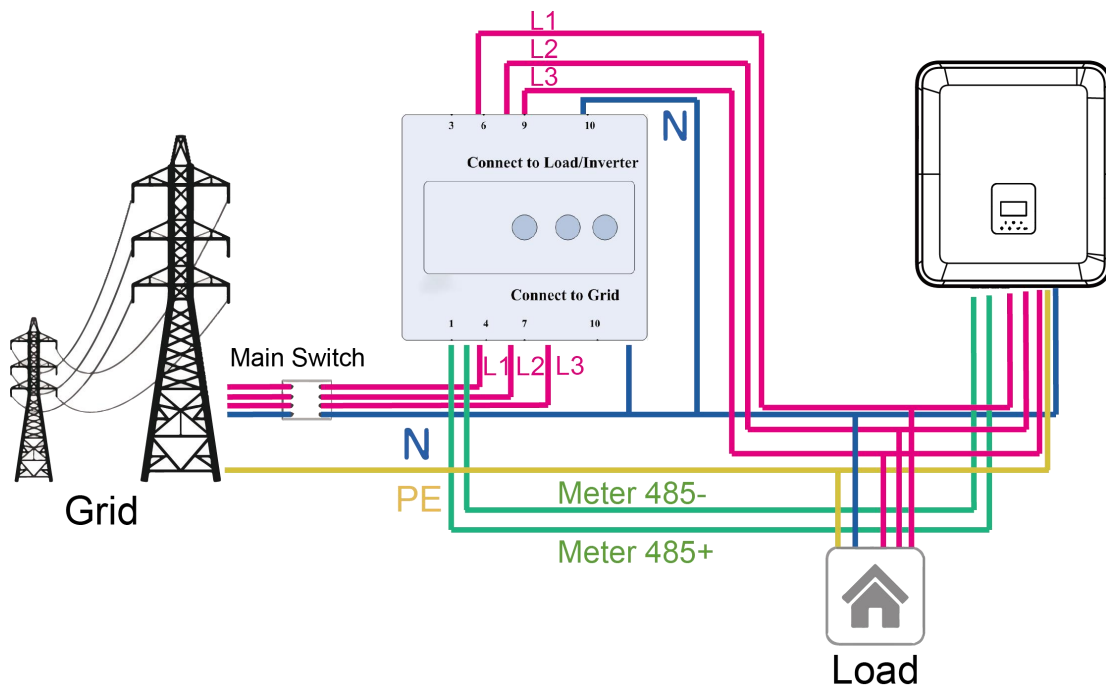 L1
L2
L3
3 6 9 10
N
Connect to Load/Inverter
Connect to Grid
1 4 7 10
Main Switch
L1 L2 L3
N
PE
Meter 485-
Meter 485+
Grid
Load